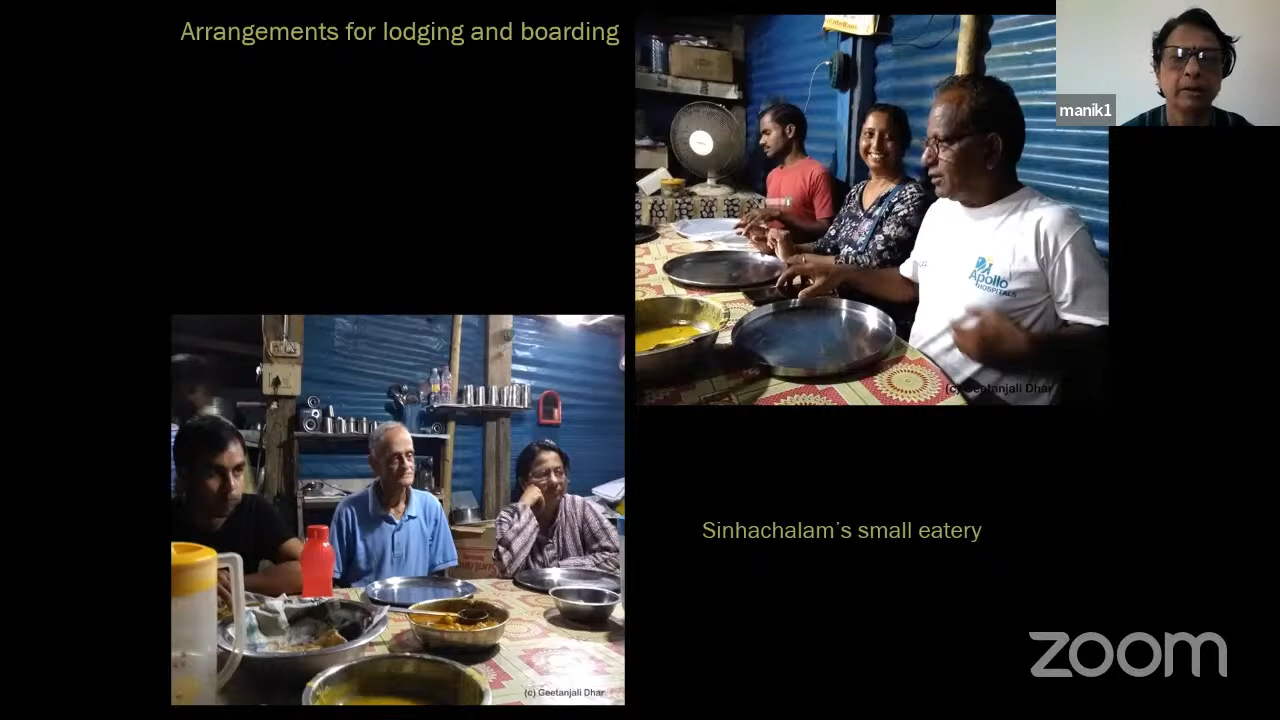 Arrangements for lodging and boarding
manik1
Apollo
HOSPITALS
(c) Geetanjali Dhar
Sinhachalam's small eatery
(c) Geetanjali Dhar
zoom